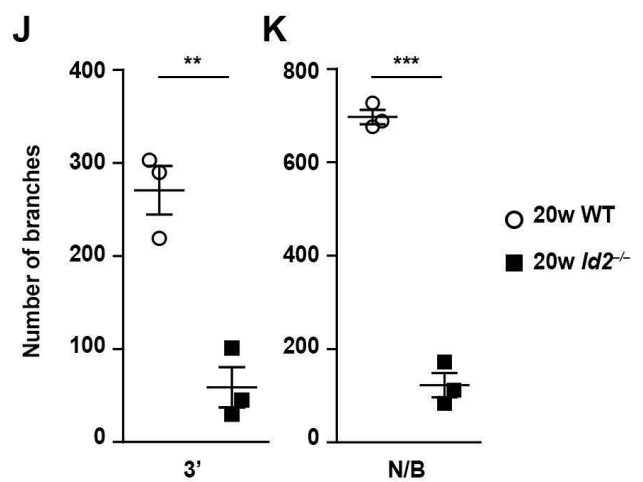 J
**
400
300
200
100
0
Number of branches
3’
K
***
800
600
400
200
0
N/B
20w WT
20w Id2–/–